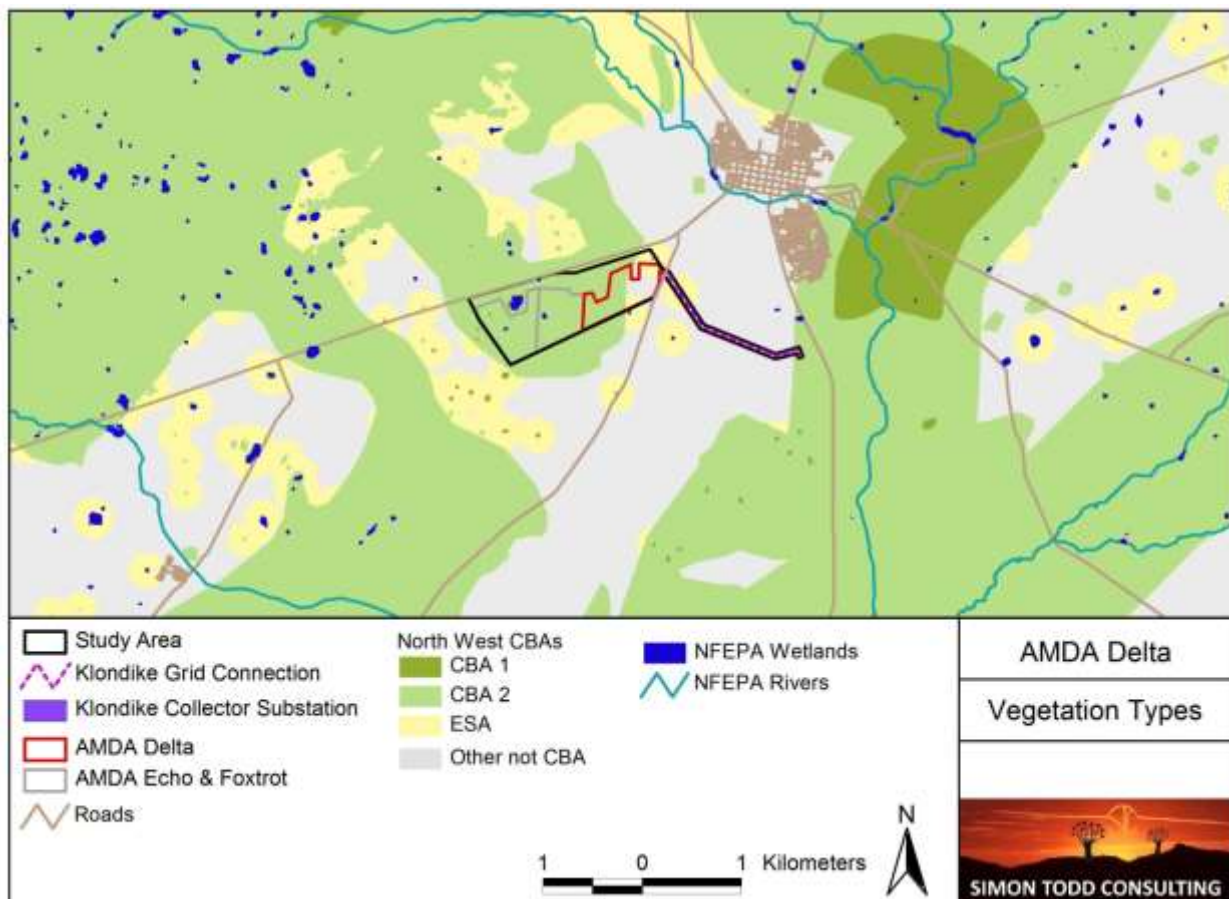 Study Area
Klondike Grid Connection
Klondike Collector Substation
AMDA Delta
AMDA Echo & Foxtrot
Roads
North West CBAs
CBA 1
CBA 2
ESA
Other not CBA
NFEPA Wetlands
NFEPA Rivers
N
1 0 1 Kilometers
AMDA Delta
Vegetation Types
SIMON TODD CONSULTING